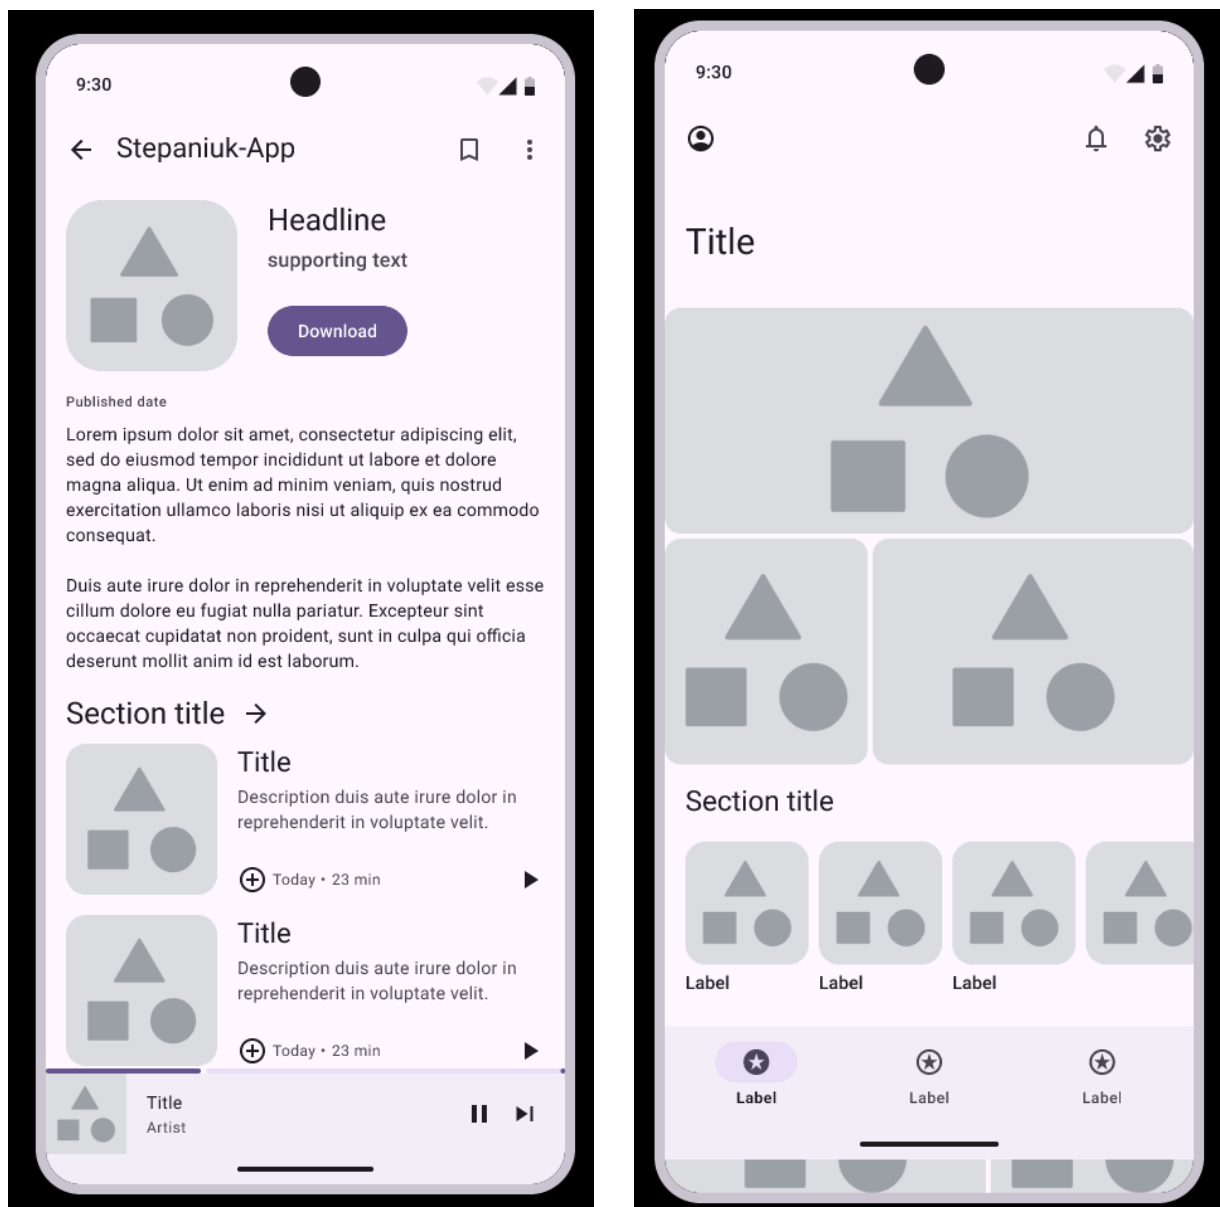 9:30
Stepaniuk-App
Headline
supporting text
Download
Published date
Lorem ipsum dolor sit amet, consectetur adipiscing elit,
sed do eiusmod tempor incididunt ut labore et dolore
magna aliqua. Ut enim ad minim veniam, quis nostrud
exercitation ullamco laboris nisi ut aliquip ex ea commodo
consequat.
Duis aute irure dolor in reprehenderit in voluptate velit esse
cillum dolore eu fugiat nulla pariatur. Excepteur sint
occaecat cupidatat non proident, sunt in culpa qui officia
deserunt mollit anim id est laborum.
Section title
Title
Description duis aute irure dolor in
reprehenderit in voluptate velit.
Today • 23 min
Title
Description duis aute irure dolor in
reprehenderit in voluptate velit.
Today • 23 min
Title
Artist
9:30
Title
Section title
Label Label Label
Label Label Label